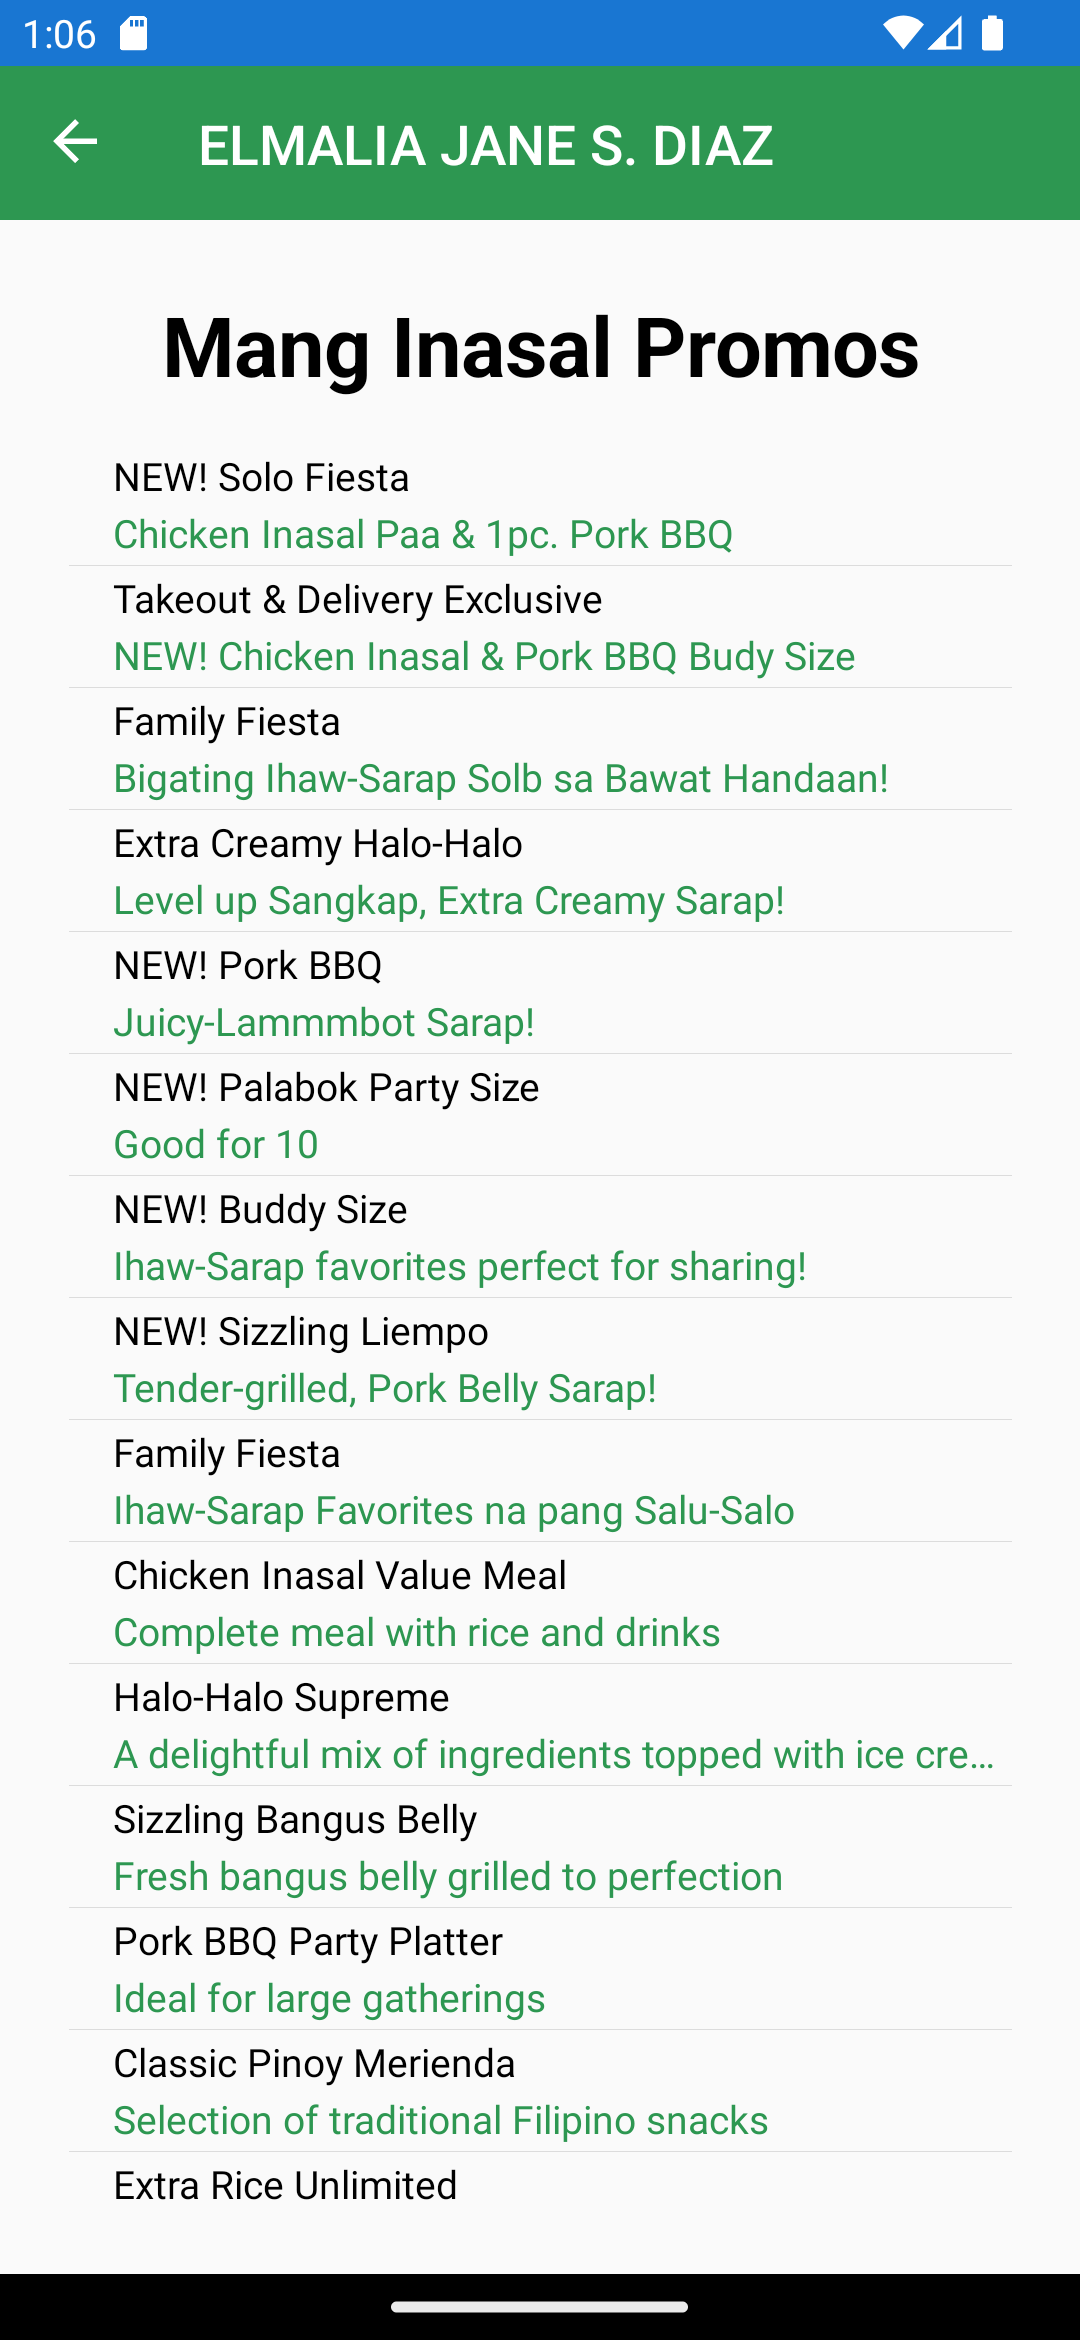 1:06
ELMALIA JANE S. DIAZ
Mang Inasal Promos
NEW! Solo Fiesta
Chicken Inasal Paa & 1pc. Pork BBQ
Takeout & Delivery Exclusive
NEW! Chicken Inasal & Pork BBQ Budy Size
Family Fiesta
Bigating Ihaw-Sarap Solb sa Bawat Handaan!
Extra Creamy Halo-Halo
Level up Sangkap, Extra Creamy Sarap!
NEW! Pork BBQ
Juicy-Lammmbot Sarap!
NEW! Palabok Party Size
Good for 10
NEW! Buddy Size
Ihaw-Sarap favorites perfect for sharing!
NEW! Sizzling Liempo
Tender-grilled, Pork Belly Sarap!
Family Fiesta
Ihaw-Sarap Favorites na pang Salu-Salo
Chicken Inasal Value Meal
Complete meal with rice and drinks
Halo-Halo Supreme
A delightful mix of ingredients topped with ice cre...
Sizzling Bangus Belly
Fresh bangus belly grilled to perfection
Pork BBQ Party Platter
Ideal for large gatherings
Classic Pinoy Merienda
Selection of traditional Filipino snacks
Extra Rice Unlimited